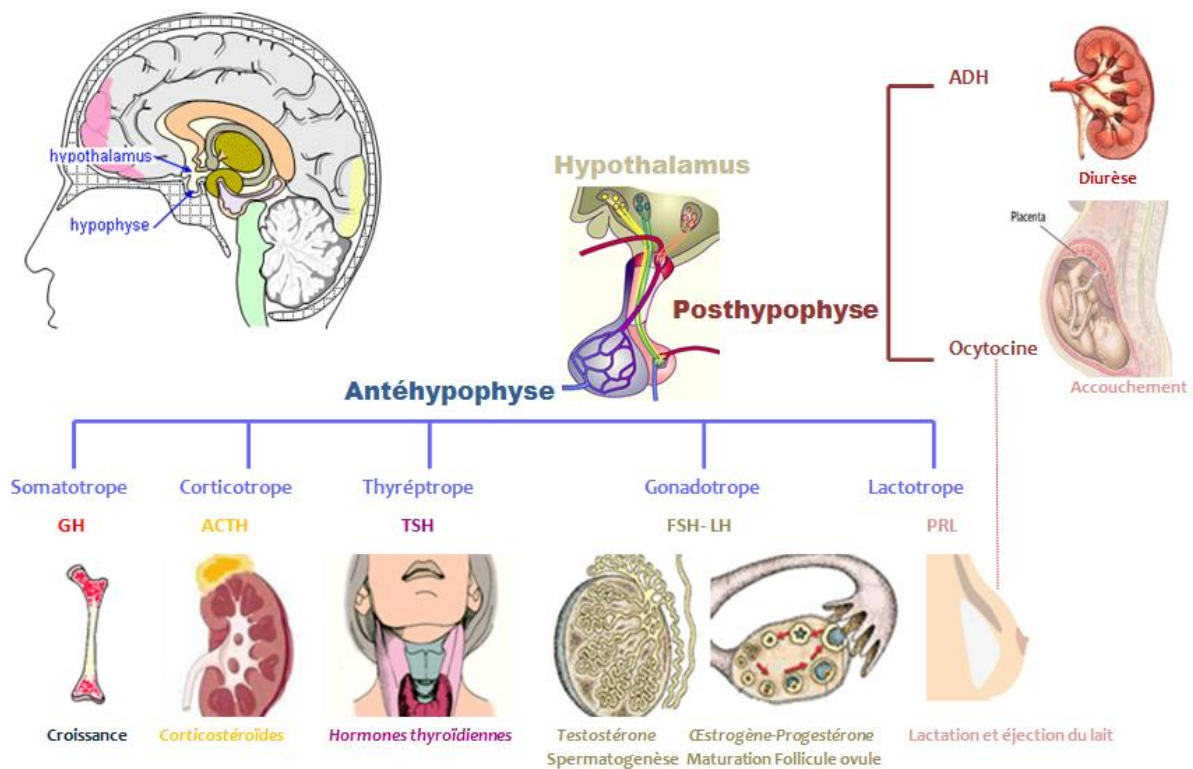 ADH
hypothalamus
Hypothalamus
Diurèse
hypophyse
Placenta
Posthypophyse
Ocytocine
Antéhypophyse
Accouchement
Somatotrope Corticotrope Thyréptrope Gonadotrope Lactotrope
GH ACTH TSH FSH- LH PRL
Croissance Corticostéroïdes Hormones thyroïdiennes Testostérone Œstrogène-Progestérone Lactation et éjection du lait
Spermatogenèse Maturation Follicule ovule